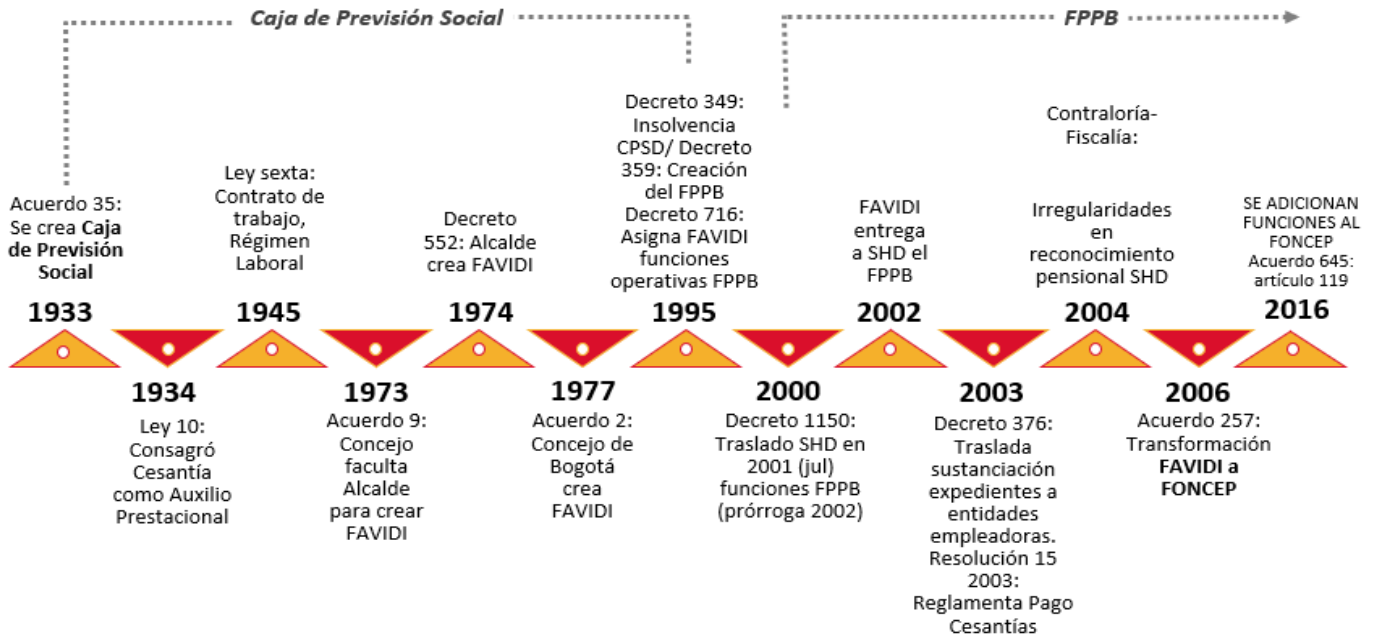 Caja de Previsión Social
FPPB
Acuerdo 35:
Se crea Caja
de Previsión
Social
1933
Ley sexta:
Contrato de
trabajo,
Régimen
Laboral
1945
Decreto
552: Alcalde
crea FAVIDI
1974
Decreto 349:
Insolvencia
CPSD/ Decreto
359: Creación
del FPPB
Decreto 716:
Asigna FAVIDI
funciones
operativas FPPB
1995
FAVIDI
entrega
a SHD el
FPPB
2002
Contraloría-
Fiscalía:
Irregularidades
en
reconocimiento
pensional SHD
2004
SE ADICIONAN
FUNCIONES AL
FONCEP
Acuerdo 645:
artículo 119
2016
1934
Ley 10:
Consagró
Cesantía
como Auxilio
Prestacional
1973
Acuerdo 9:
Concejo
faculta
Alcalde
para crear
FAVIDI
1977
Acuerdo 2:
Concejo de
Bogotá
crea
FAVIDI
2000
Decreto 1150:
Traslado SHD en
2001 (jul)
funciones FPPB
(prórroga 2002)
2003
Decreto 376:
Traslada
sustanciación
expedientes a
entidades
empleadoras.
Resolución 15
2003:
Reglamenta Pago
Cesantías
2006
Acuerdo 257:
Transformación
FAVIDI a
FONCEP